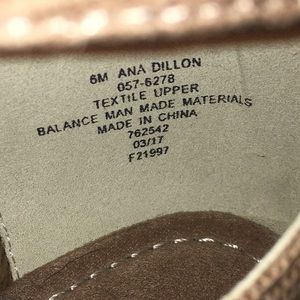 6M ANA DILLON
057-6278
TEXTILE UPPER
BALANCE MAN MADE MATERIALS
MADE IN CHINA
762542
03/17
F21997